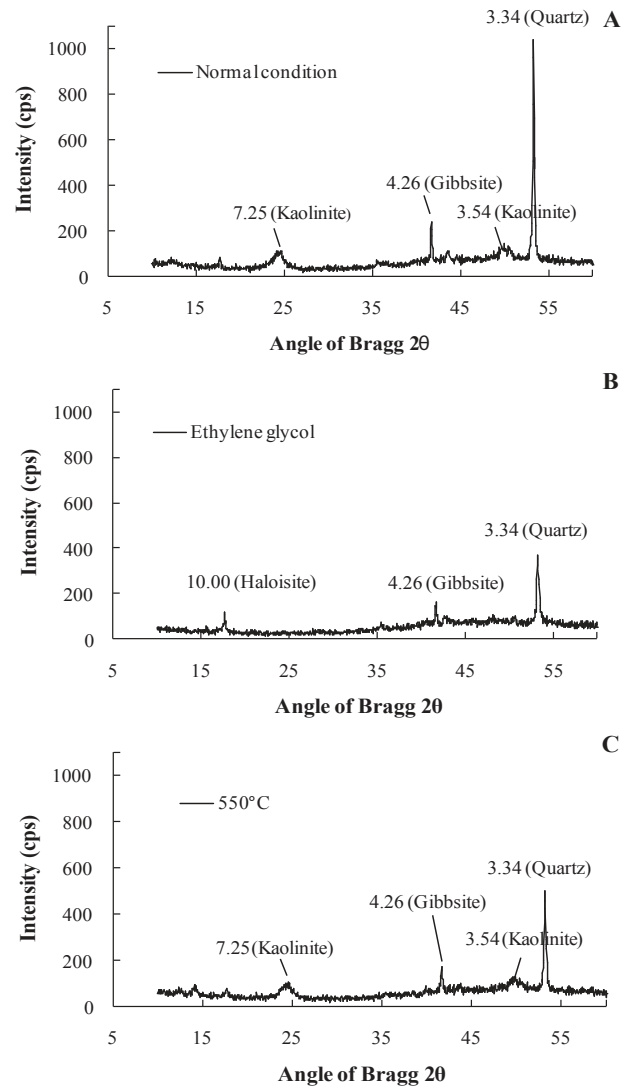 A
3.34 (Quartz)
1000
Normal condition
800
600
4.26 (Gibbsite)
400
7.25 (Kaolinite)
3.54 (Kaolinite)
200
0
Intensity (cps)
5 15 25 35 45 55
Angle of Bragg 2θ
B
1000
Ethylene glycol
800
600
3.34 (Quartz)
400
10.00 (Haloisite)
4.26 (Gibbsite)
200
0
Intensity (cps)
5 15 25 35 45 55
Angle of Bragg 2θ
C
1000
550°C
800
600
3.34 (Quartz)
4.26 (Gibbsite)
400
7.25 (Kaolinite)
3.54 (Kaolinite)
200
0
Intensity (cps)
5 15 25 35 45 55
Angle of Bragg 2θ